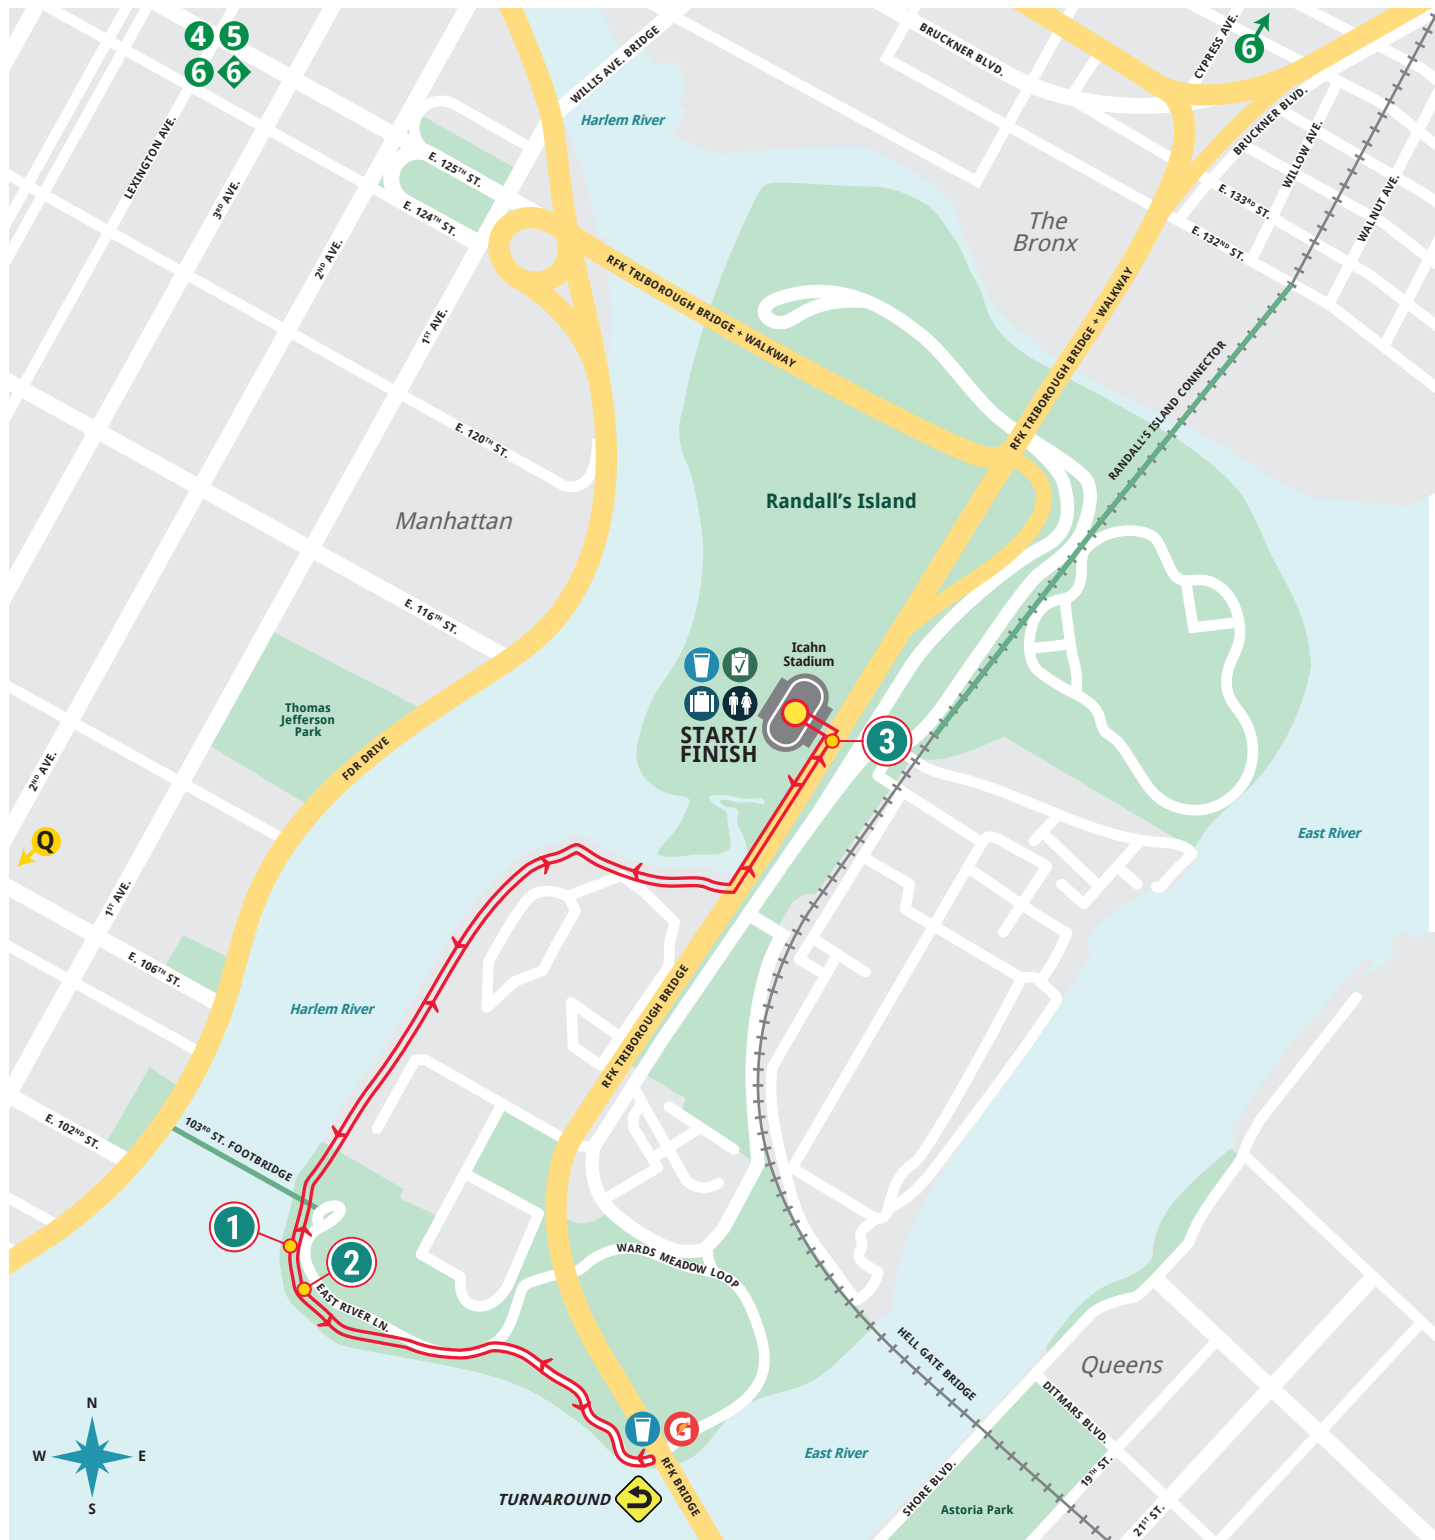 4 5
6 6
WILLIS AVE. BRIDGE
Harlem River
BRUCKNER BLVD.
CYPRESS AVE.
6
BRUCKNER BLVD.
WILLOW AVE.
WALNUT AVE.
E. 133RD ST.
E. 132ND ST.
LEXINGTON AVE.
3RD AVE.
2ND AVE.
1ST AVE.
E. 125TH ST.
E. 124TH ST.
The
Bronx
RFK TRIBOROUGH BRIDGE + WALKWAY
RFK TRIBOROUGH BRIDGE + WALKWAY
RANDALL'S ISLAND CONNECTOR
E. 120TH ST.
Manhattan
Randall's Island
E. 116TH ST.
Icahn
Stadium
START/
FINISH
3
Thomas
Jefferson
Park
FDR DRIVE
2ND AVE.
Q
East River
1ST AVE.
E. 106TH ST.
Harlem River
RFK TRIBOROUGH BRIDGE
E. 102ND ST.
103RD ST. FOOTBRIDGE
1
2
EAST RIVER LN.
WARDS MEADOW LOOP
HELL GATE BRIDGE
Queens
DITMARS BLVD.
19TH ST.
21ST ST.
SHORE BLVD.
Astoria Park
East River
G
RFK BRIDGE
TURNAROUND
N
W E
S